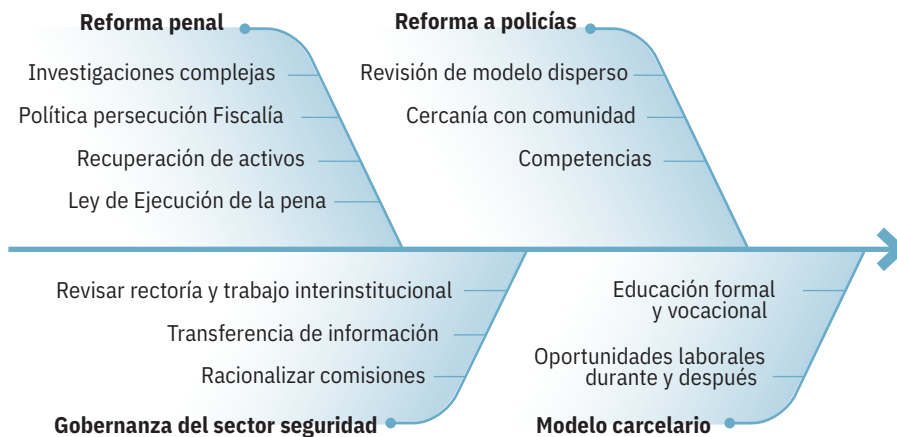 Reforma penal
Investigaciones complejas
Política persecución Fiscalía
Recuperación de activos
Ley de Ejecución de la pena
Reforma a policías
Revisión de modelo disperso
Cercanía con comunidad
Competencias
Revisar rectoría y trabajo interinstitucional
Transferencia de información
Racionalizar comisiones
Gobernanza del sector seguridad
Educación formal
y vocacional
Oportunidades laborales
durante y después
Modelo carcelario